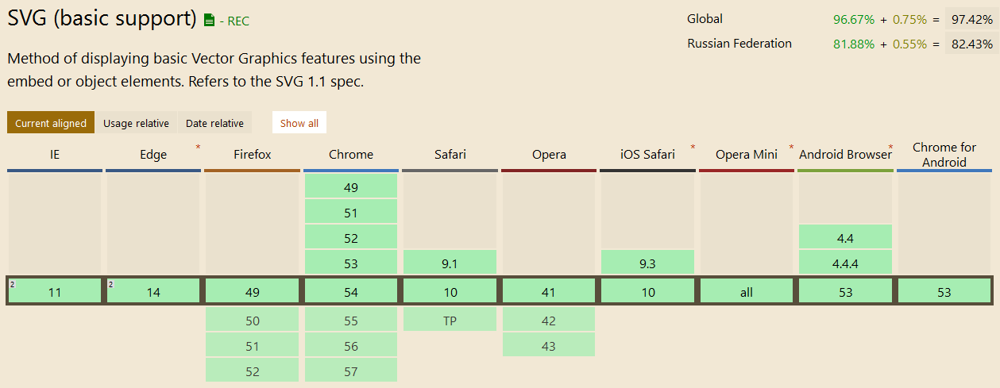 SVG (basic support) - REC
Global 96.67% + 0.75% = 97.42%
Russian Federation 81.88% + 0.55% = 82.43%
Method of displaying basic Vector Graphics features using the
embed or object elements. Refers to the SVG 1.1 spec.
Current aligned Usage relative Date relative Show all
IE Edge * Firefox Chrome Safari Opera iOS Safari * Opera Mini * Android Browser * Chrome for
Android
49
51
52 4.4
53 9.1 9.3 4.4.4
2 11 2 14 49 54 10 41 10 all 53 53
50 55 TP 42
51 56 43
52 57